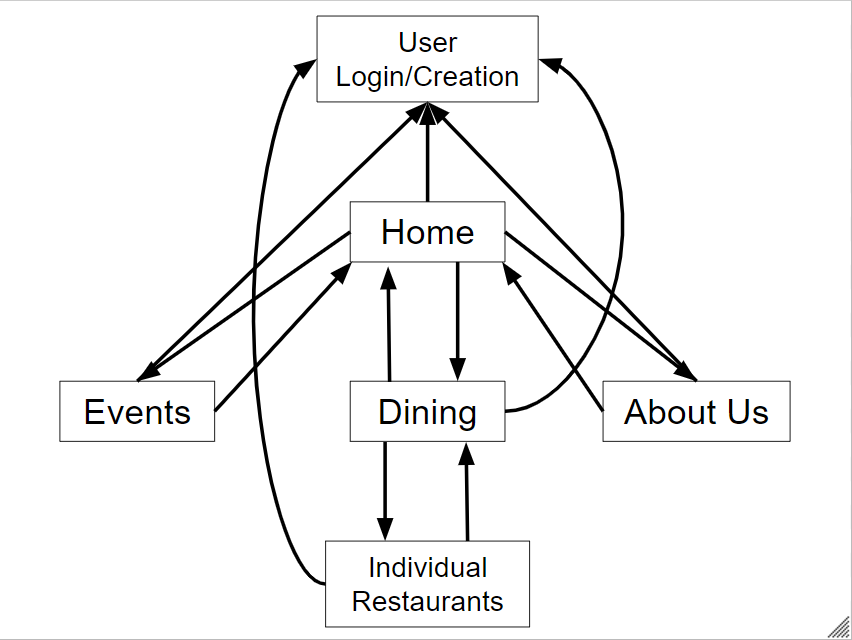 User
Login/Creation
Home
Events
Dining
About Us
Individual
Restaurants